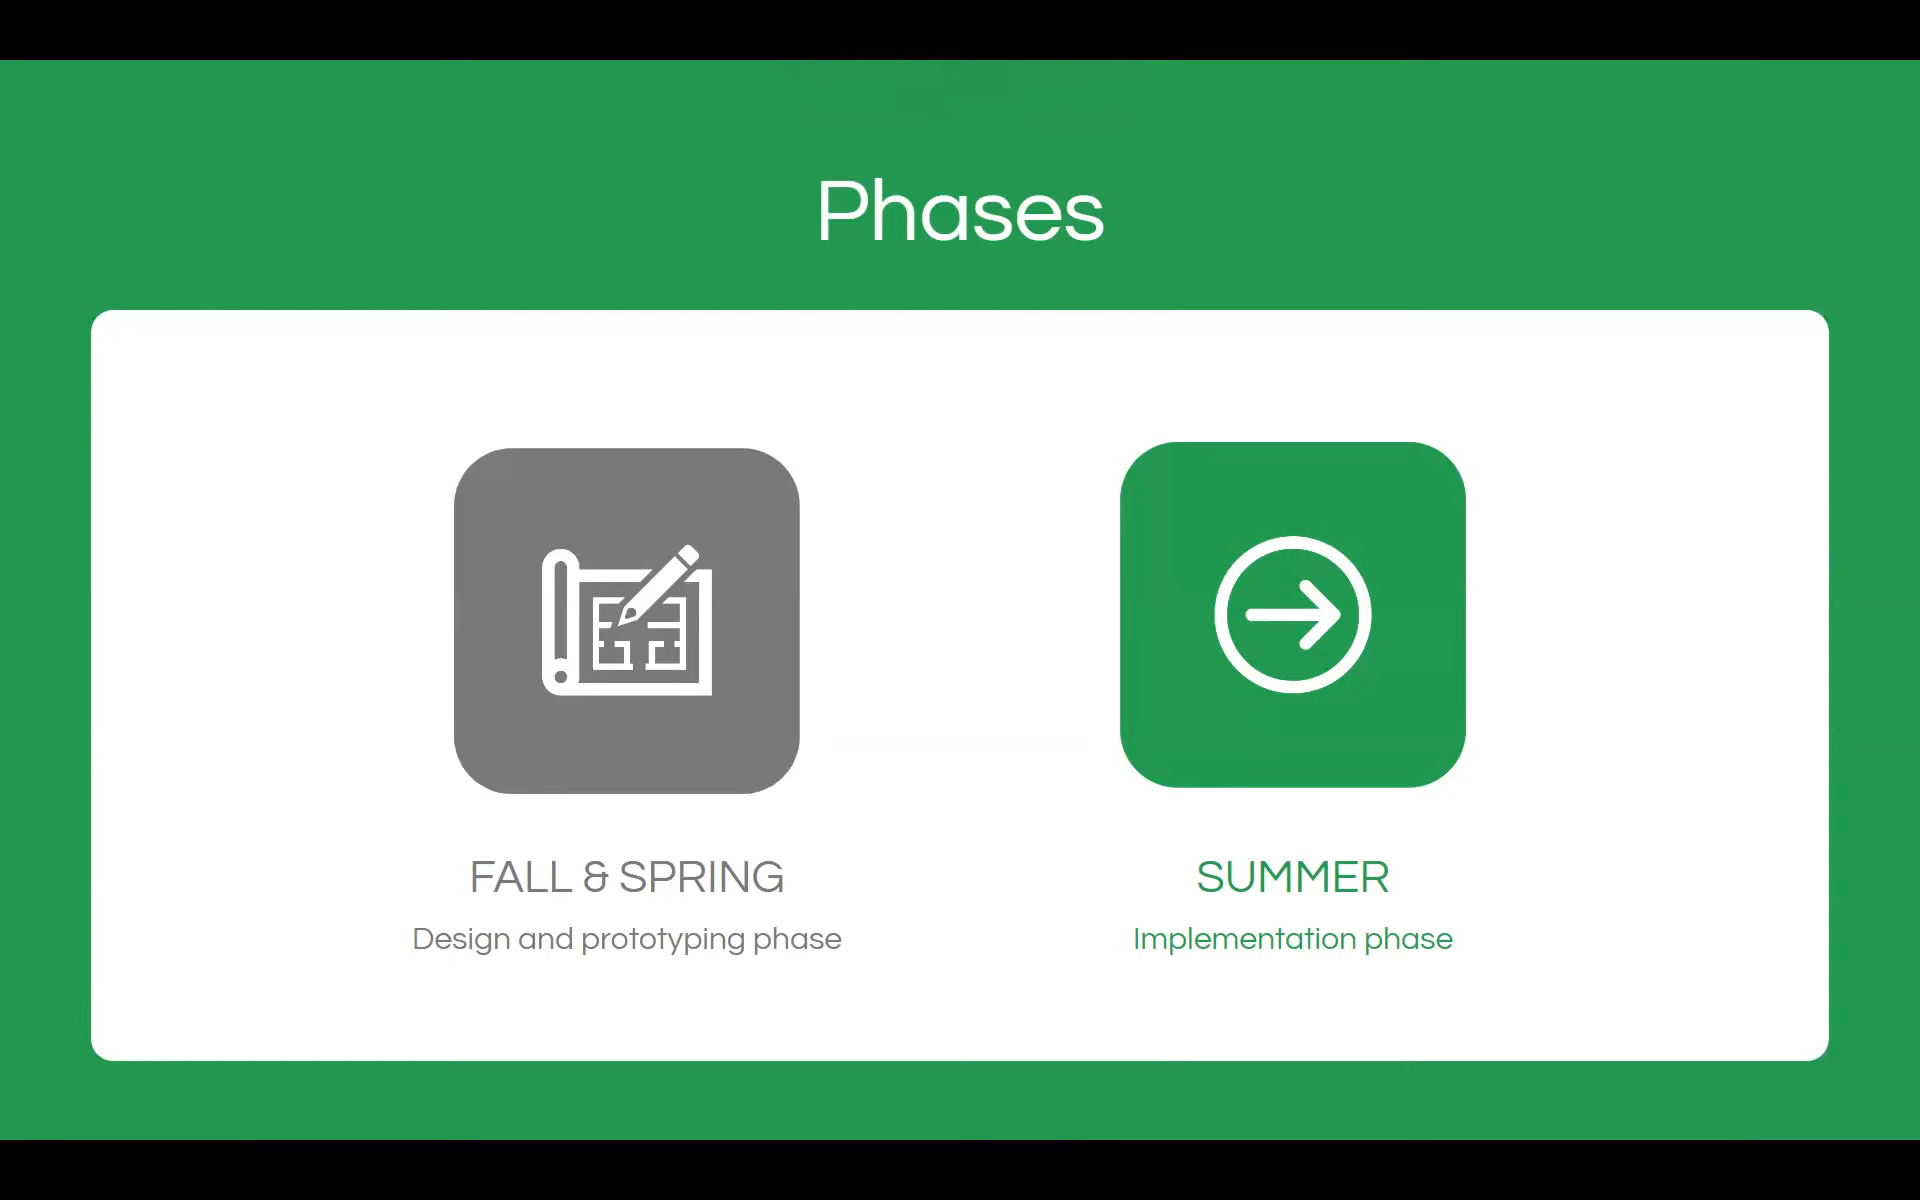 Phases
FALL & SPRING
Design and prototyping phase
SUMMER
Implementation phase